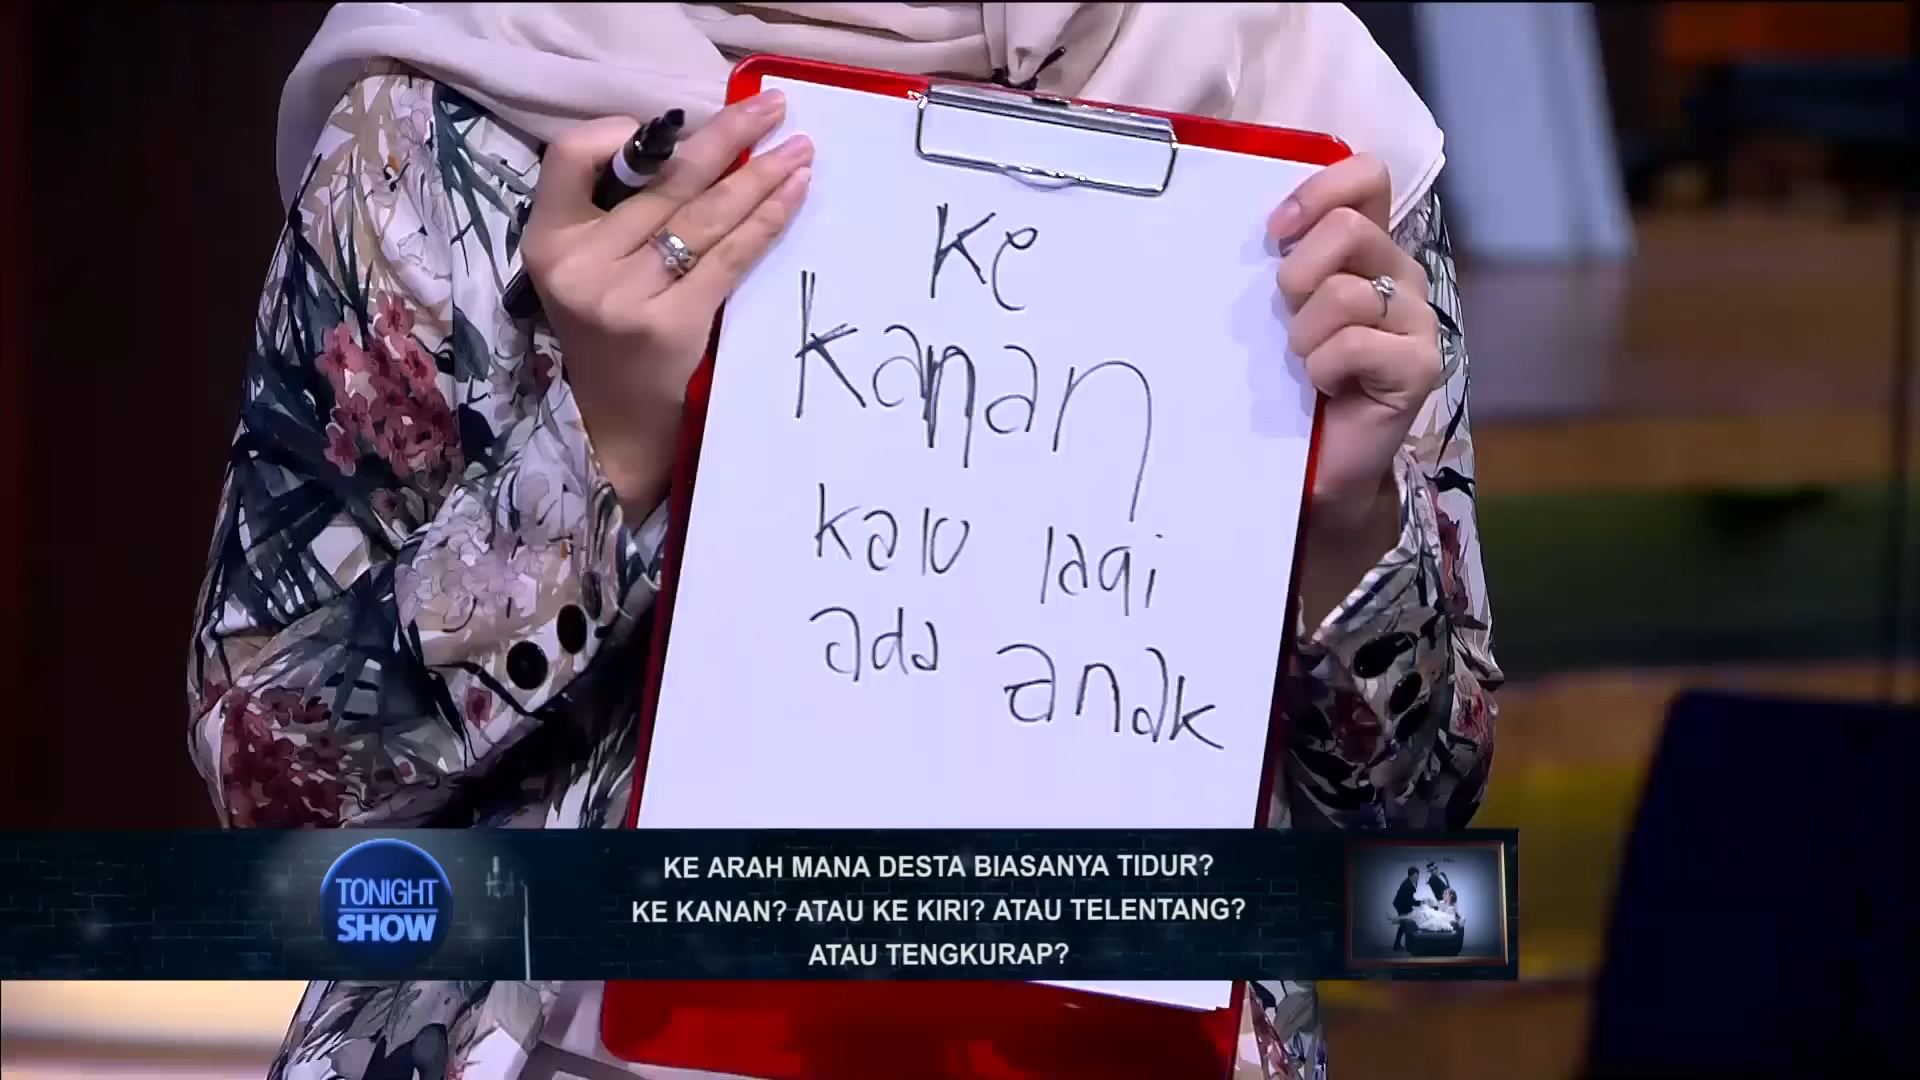 Ke
kanan
kalo lagi
ada anak
TONIGHT
SHOW
KE ARAH MANA DESTA BIASANYA TIDUR?
KE KANAN? ATAU KE KIRI? ATAU TELENTANG?
ATAU TENGKURAP?